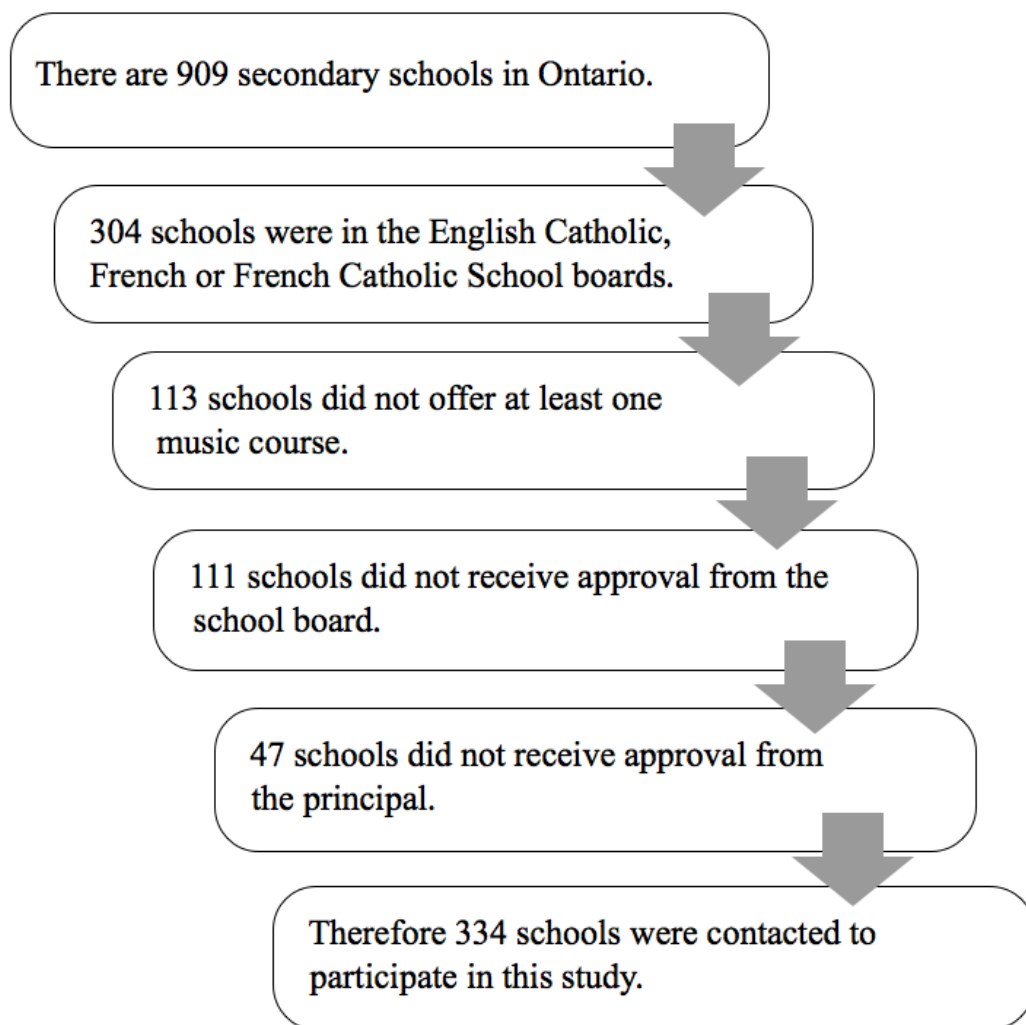 There are 909 secondary schools in Ontario.
304 schools were in the English Catholic,
French or French Catholic School boards.
113 schools did not offer at least one
music course.
111 schools did not receive approval from the
school board.
47 schools did not receive approval from
the principal.
Therefore 334 schools were contacted to
participate in this study.